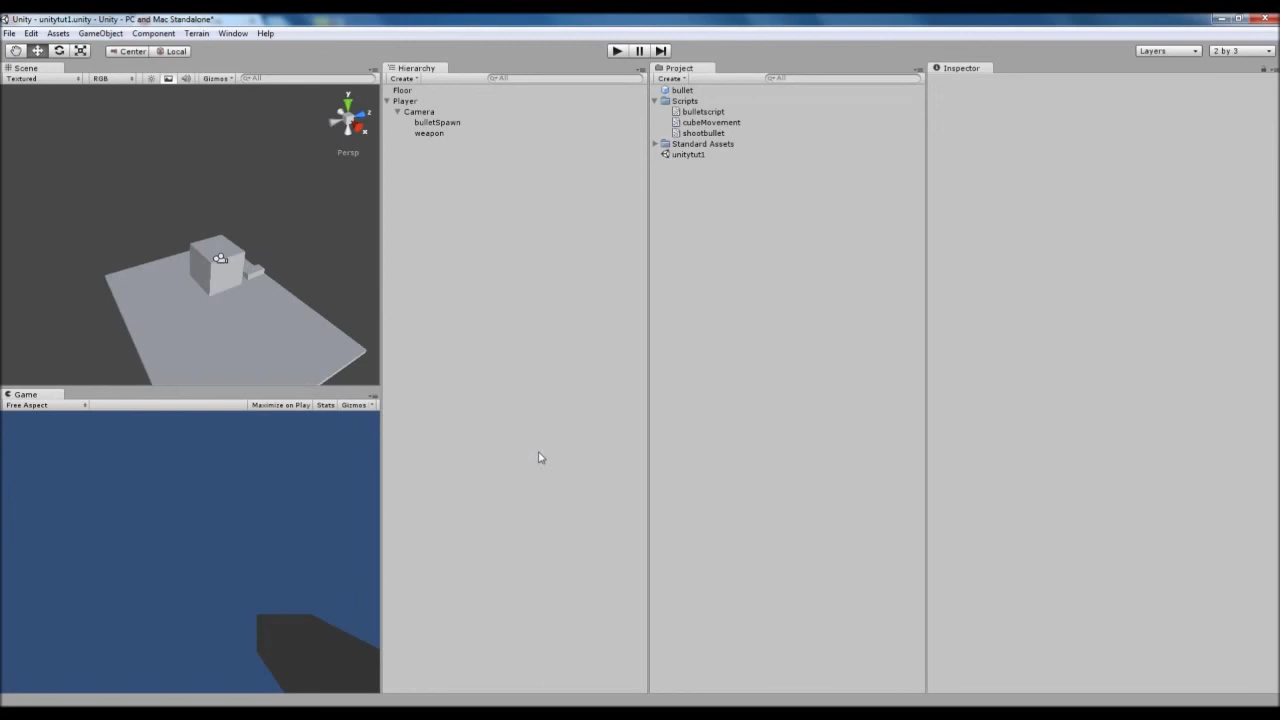 Unity - unitytut1.unity - Unity - PC and Mac Standalone*
File Edit Assets GameObject Component Terrain Window Help
Center Local Layers 2 by 3
Scene
Textured RGB Gizmos All
y
z
x
Persp
Game
Free Aspect Maximize on Play Stats Gizmos
Hierarchy
Create All
Floor
Player
Camera
bulletSpawn
weapon
Project
Create All
bullet
Scripts
bulletscript
cubeMovement
shootbullet
Standard Assets
unitytut1
Inspector